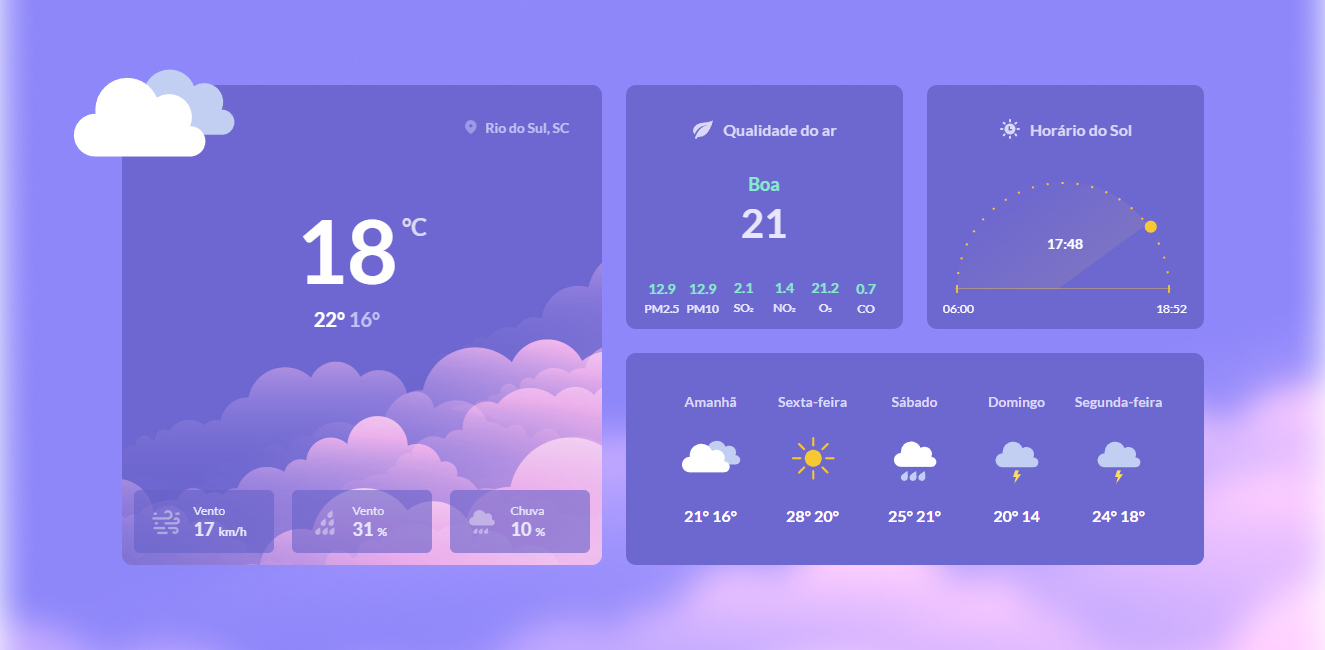 Rio do Sul, SC
18 °C
22° 16°
Vento
17 km/h
Vento
31 %
Chuva
10 %
Qualidade do ar
Boa
21
12.9 12.9 2.1 1.4 21.2 0.7
PM2.5 PM10 SO₂ NO₂ O₃ CO
Horário do Sol
17:48
06:00 18:52
Amanhã Sexta-feira Sábado Domingo Segunda-feira
21° 16° 28° 20° 25° 21° 20° 14 24° 18°